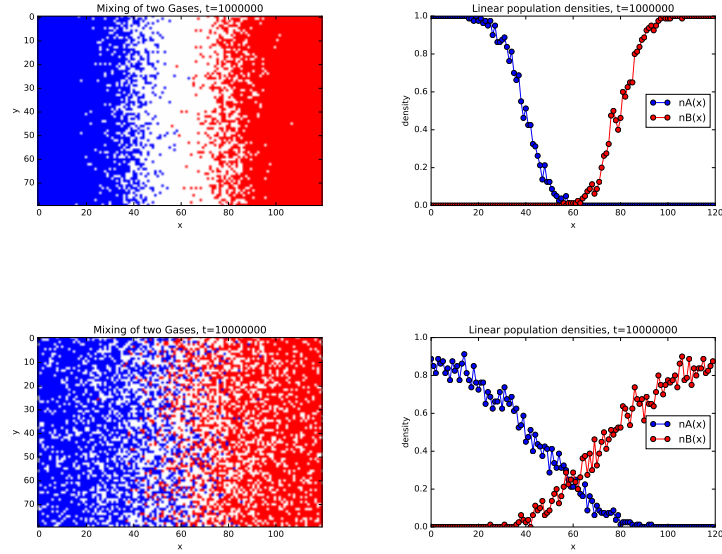 Mixing of two Gases, t=1000000
0
10
20
30
40
50
60
70
y
0 20 40 60 80 100
x
Linear population densities, t=1000000
1.0
0.8
0.6
0.4
0.2
0.0
density
nA(x)
nB(x)
0 20 40 60 80 100 120
x
Mixing of two Gases, t=10000000
0
10
20
30
40
50
60
70
y
0 20 40 60 80 100
x
Linear population densities, t=10000000
1.0
0.8
0.6
0.4
0.2
0.0
density
nA(x)
nB(x)
0 20 40 60 80 100 120
x